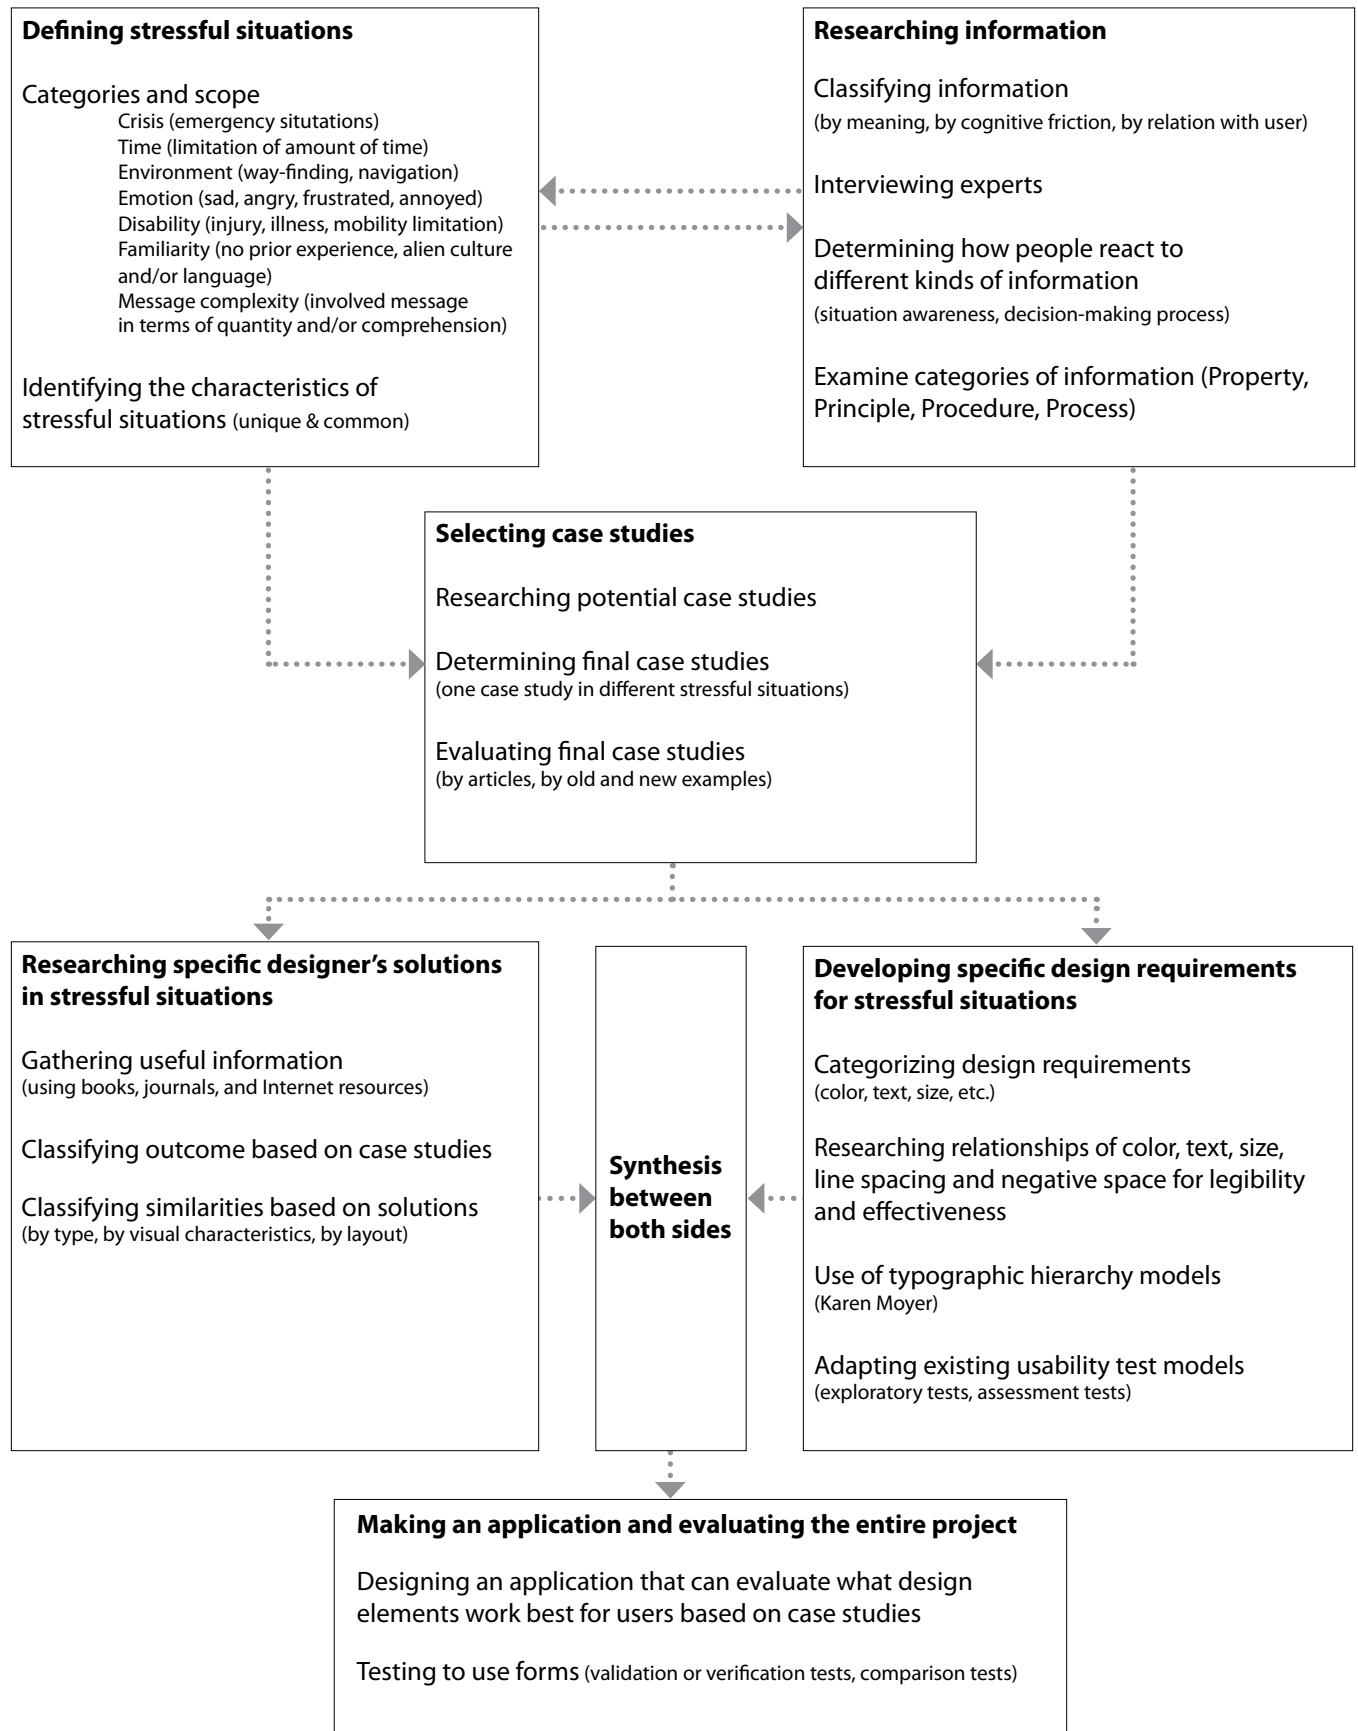 Defining stressful situations
Categories and scope
Crisis (emergency situtations)
Time (limitation of amount of time)
Environment (way-finding, navigation)
Emotion (sad, angry, frustrated, annoyed)
Disability (injury, illness, mobility limitation)
Familiarity (no prior experience, alien culture
and/or language)
Message complexity (involved message
in terms of quantity and/or comprehension)
Identifying the characteristics of
stressful situations (unique & common)
Researching information
Classifying information
(by meaning, by cognitive friction, by relation with user)
Interviewing experts
Determining how people react to
different kinds of information
(situation awareness, decision-making process)
Examine categories of information (Property,
Principle, Procedure, Process)
Selecting case studies
Researching potential case studies
Determining final case studies
(one case study in different stressful situations)
Evaluating final case studies
(by articles, by old and new examples)
Researching specific designer’s solutions
in stressful situations
Gathering useful information
(using books, journals, and Internet resources)
Classifying outcome based on case studies
Classifying similarities based on solutions
(by type, by visual characteristics, by layout)
Synthesis
between
both sides
Developing specific design requirements
for stressful situations
Categorizing design requirements
(color, text, size, etc.)
Researching relationships of color, text, size,
line spacing and negative space for legibility
and effectiveness
Use of typographic hierarchy models
(Karen Moyer)
Adapting existing usability test models
(exploratory tests, assessment tests)
Making an application and evaluating the entire project
Designing an application that can evaluate what design
elements work best for users based on case studies
Testing to use forms (validation or verification tests, comparison tests)